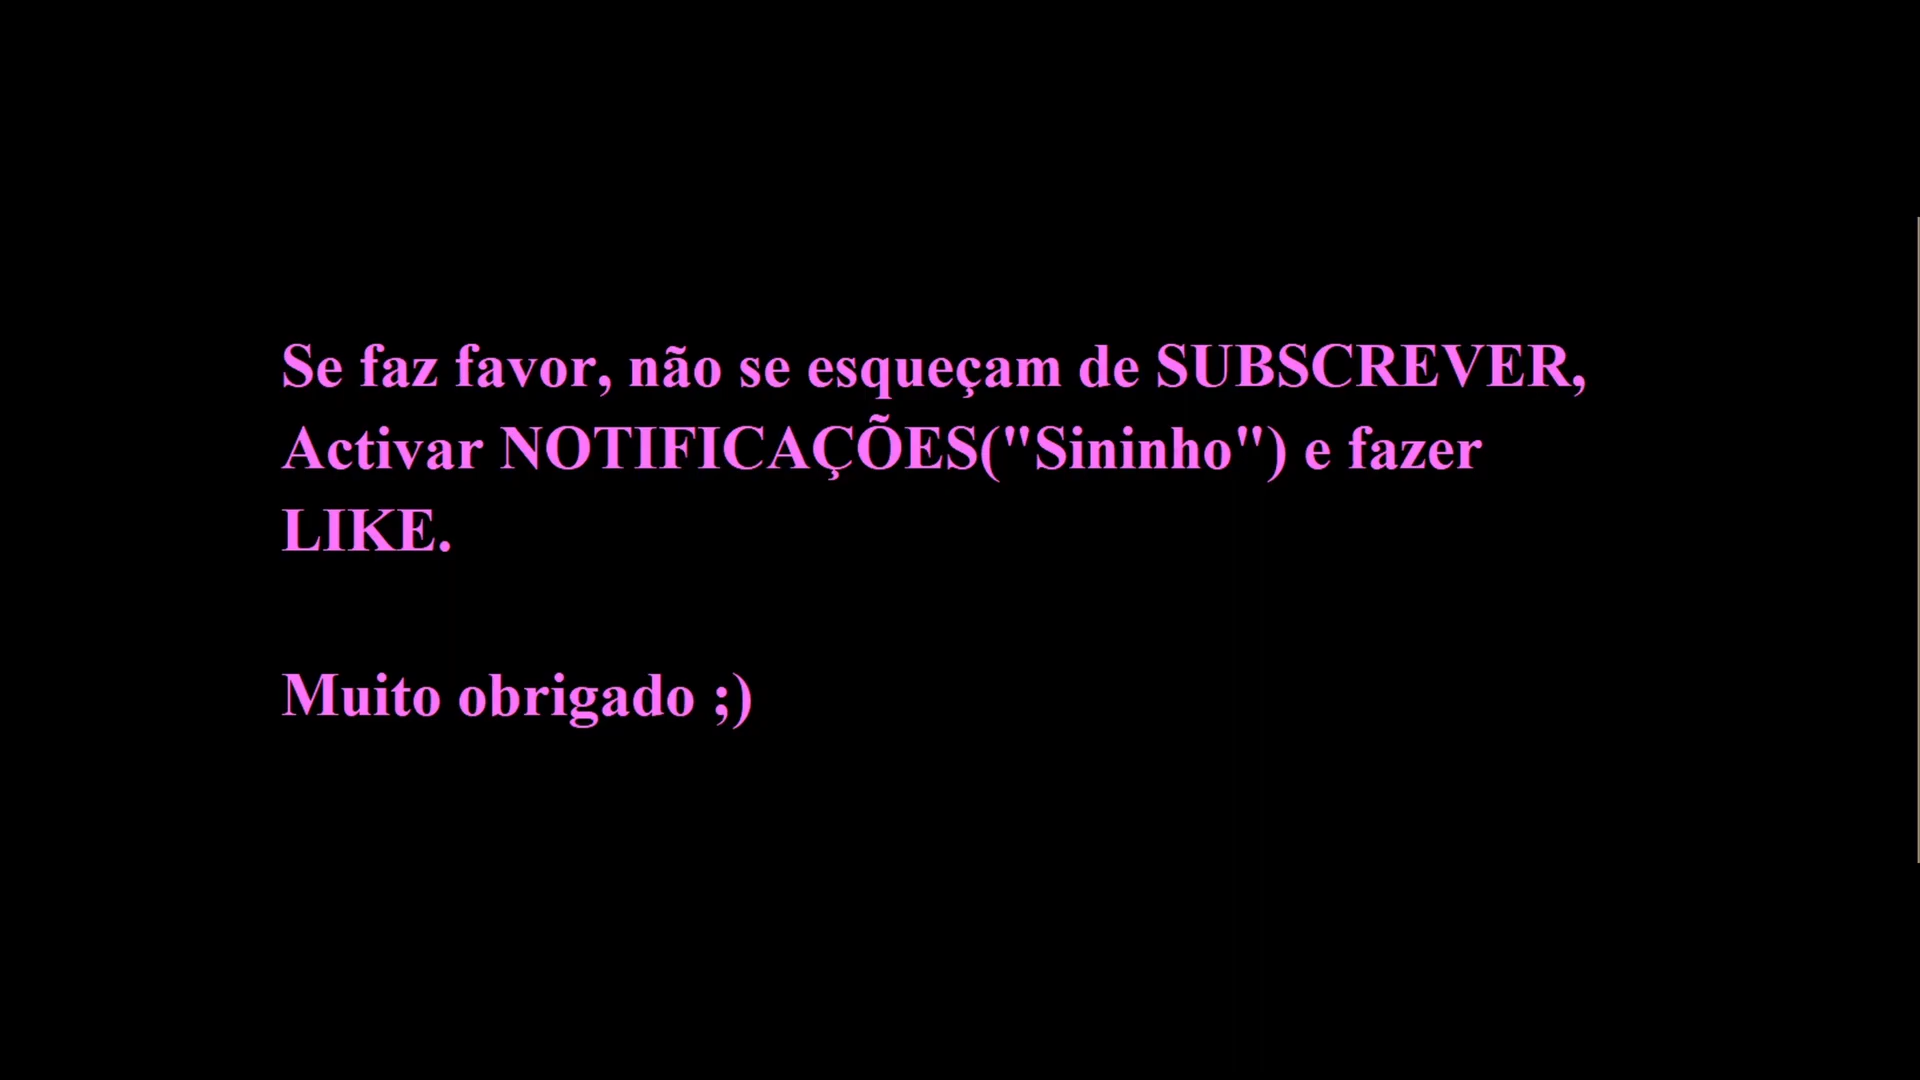 Se faz favor, não se esqueçam de SUBSCREVER,
Activar NOTIFICAÇÕES("Sininho") e fazer
LIKE.
Muito obrigado ;)